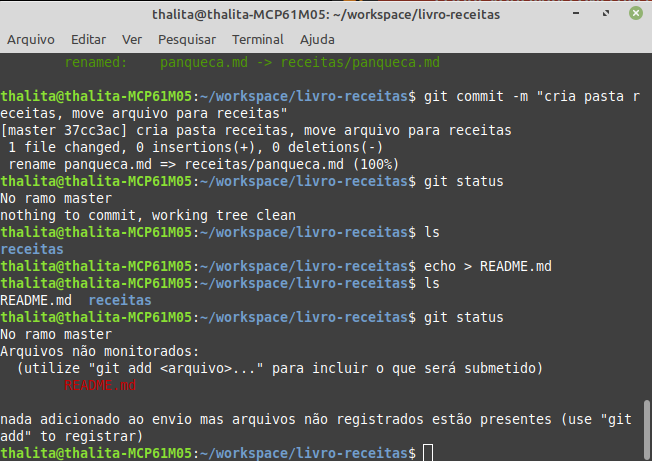 thalita@thalita-MCP61M05: ~/workspace/livro-receitas
Arquivo Editar Ver Pesquisar Terminal Ajuda
renamed: panqueca.md -> receitas/panqueca.md
thalita@thalita-MCP61M05:~/workspace/livro-receitas$ git commit -m "cria pasta r
eceitas, move arquivo para receitas"
[master 37cc3ac] cria pasta receitas, move arquivo para receitas
1 file changed, 0 insertions(+), 0 deletions(-)
rename panqueca.md => receitas/panqueca.md (100%)
thalita@thalita-MCP61M05:~/workspace/livro-receitas$ git status
No ramo master
nothing to commit, working tree clean
thalita@thalita-MCP61M05:~/workspace/livro-receitas$ ls
receitas
thalita@thalita-MCP61M05:~/workspace/livro-receitas$ echo > README.md
thalita@thalita-MCP61M05:~/workspace/livro-receitas$ ls
README.md receitas
thalita@thalita-MCP61M05:~/workspace/livro-receitas$ git status
No ramo master
Arquivos não monitorados:
(utilize "git add <arquivo>..." para incluir o que será submetido)
README.md
nada adicionado ao envio mas arquivos não registrados estão presentes (use "git
add" to registrar)
thalita@thalita-MCP61M05:~/workspace/livro-receitas$